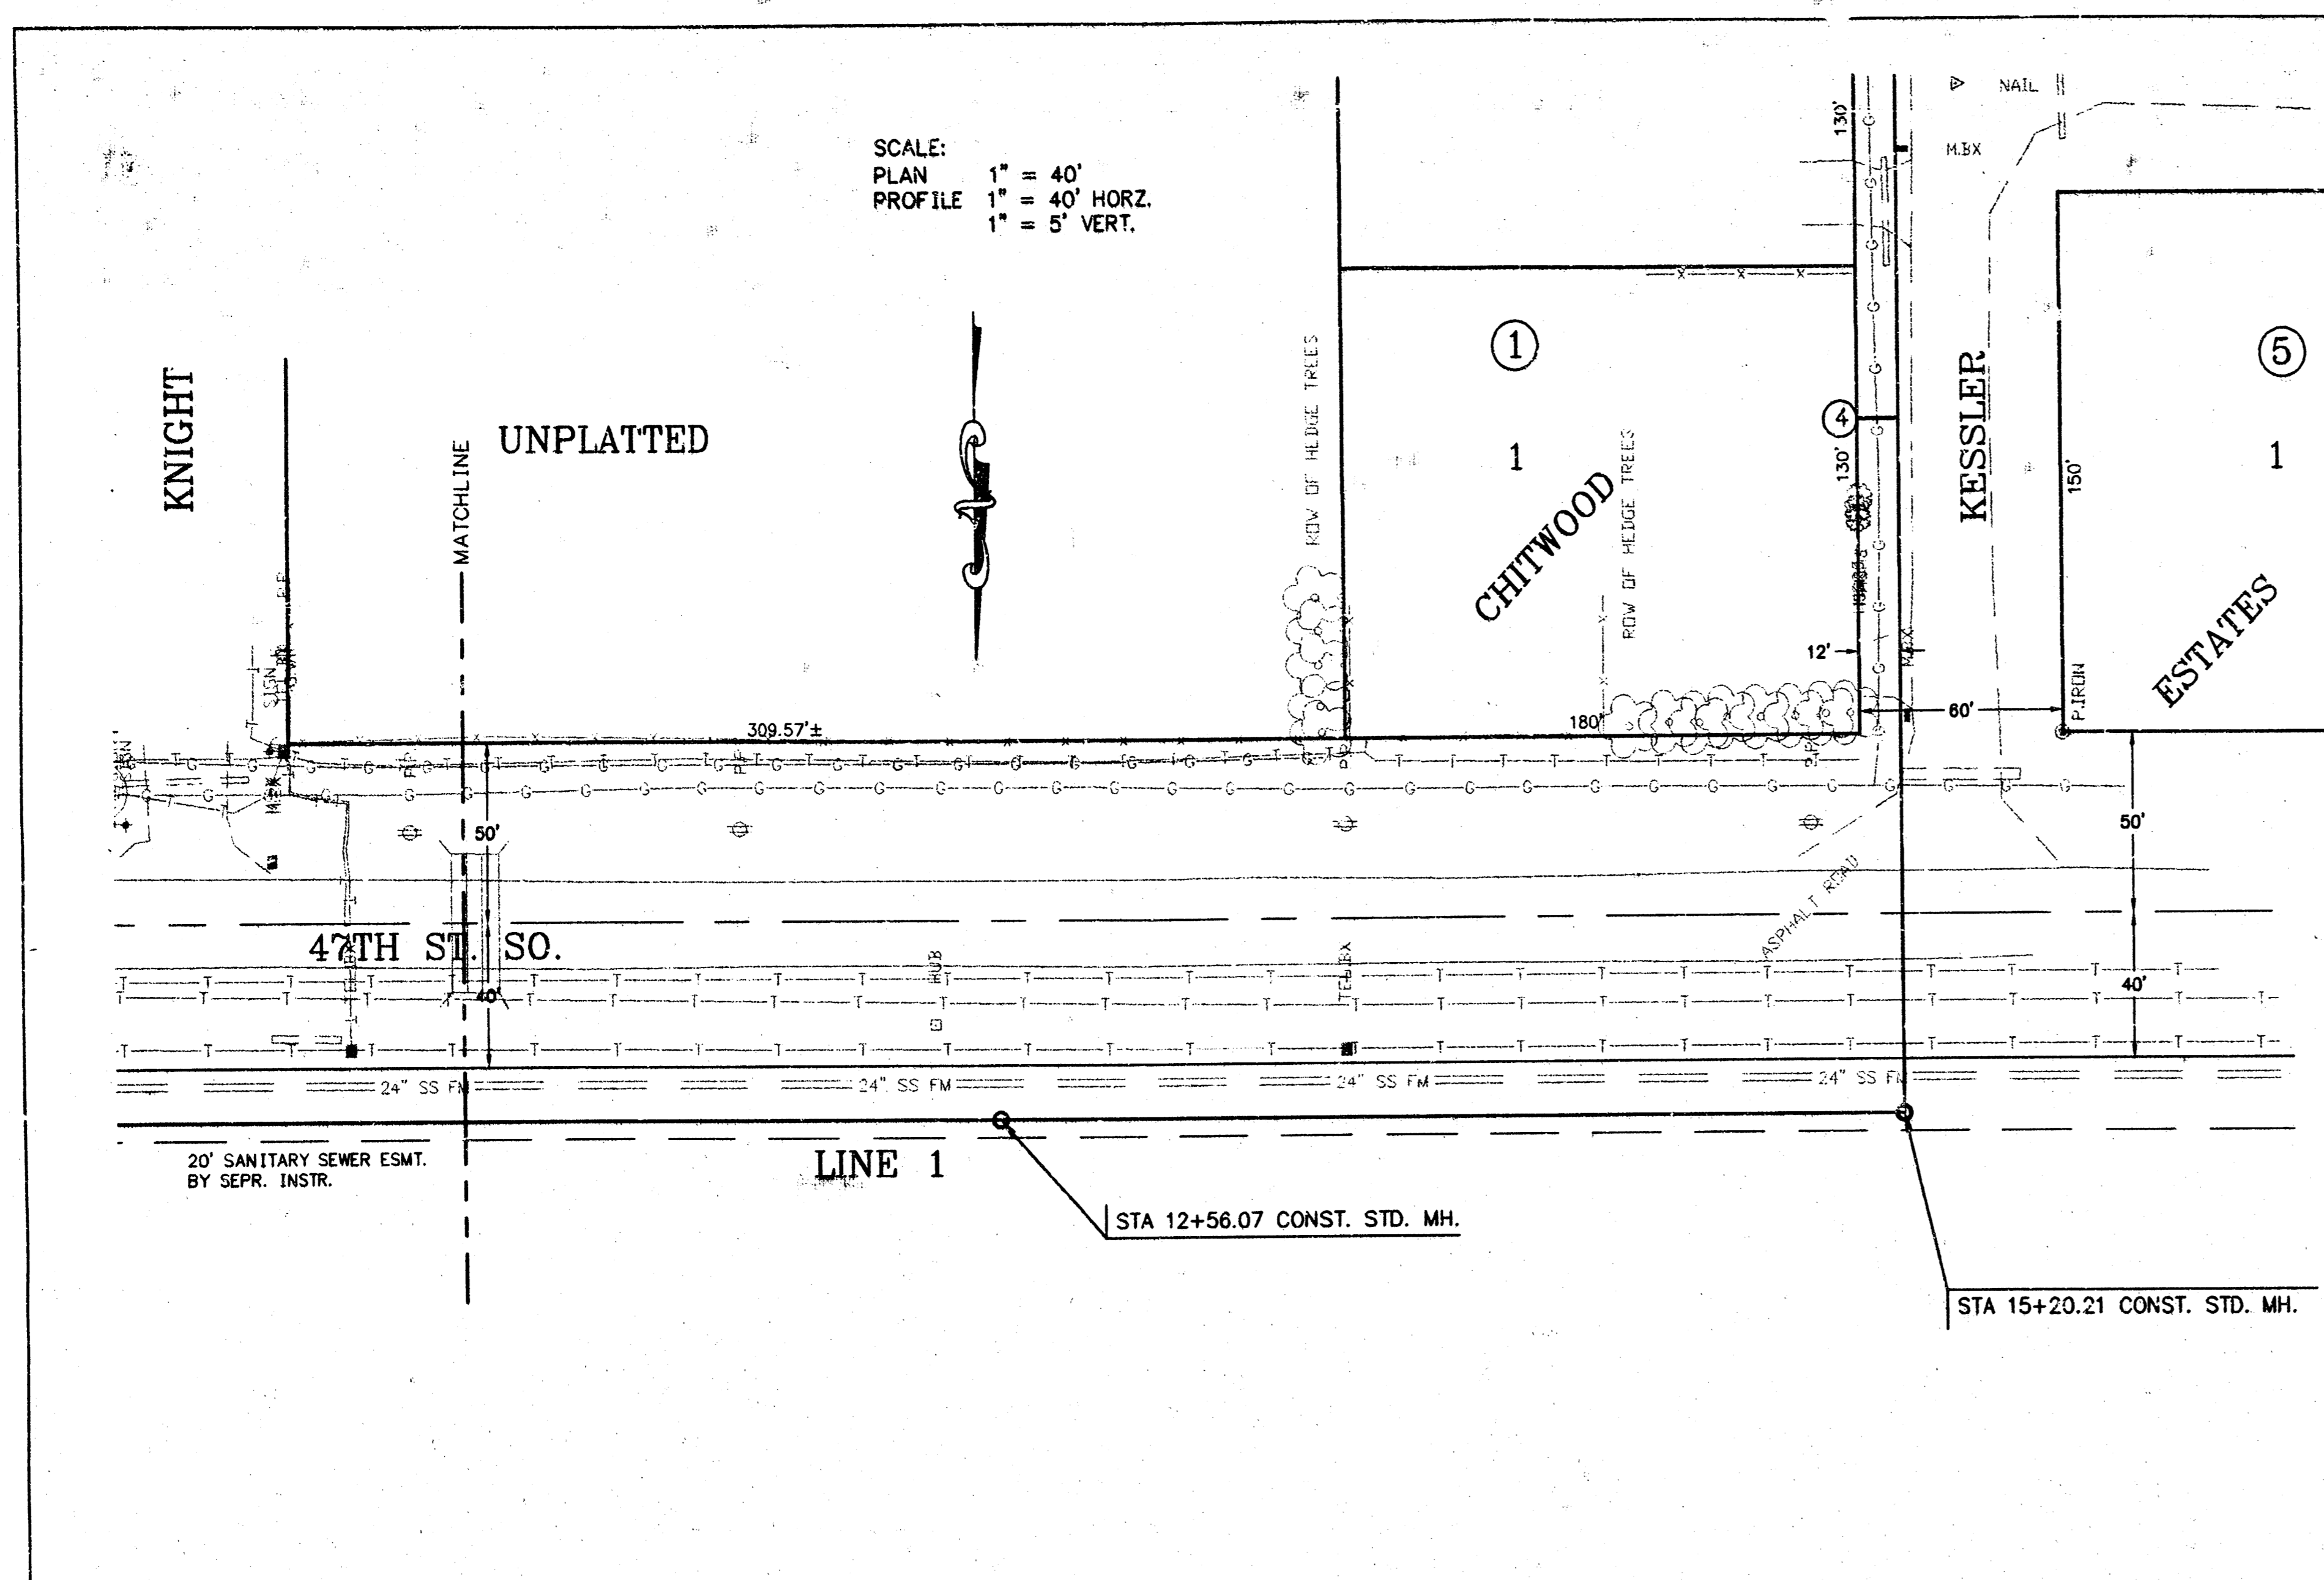 SCALE:
PLAN 1" = 40'
PROFILE 1" = 40' HORZ.
1" = 5' VERT.
NAIL
M.BX
130'
KNIGHT
MATCHLINE
UNPLATTED
ROW OF HEDGE TREES
1
1
CHITWOOD
ROW OF HEDGE TREES
4
130'
KESSLER
5
1
150'
ESTATES
P.IRON
SIGN
12'
M.BX
60'
309.57'±
180'
50'
50'
ASPHALT ROAD
47TH ST. SO.
HUB
TEL.BX
40'
40'
24" SS FM
24" SS FM
24" SS FM
24" SS FM
20' SANITARY SEWER ESMT.
BY SEPR. INSTR.
LINE 1
STA 12+56.07 CONST. STD. MH.
STA 15+20.21 CONST. STD. MH.